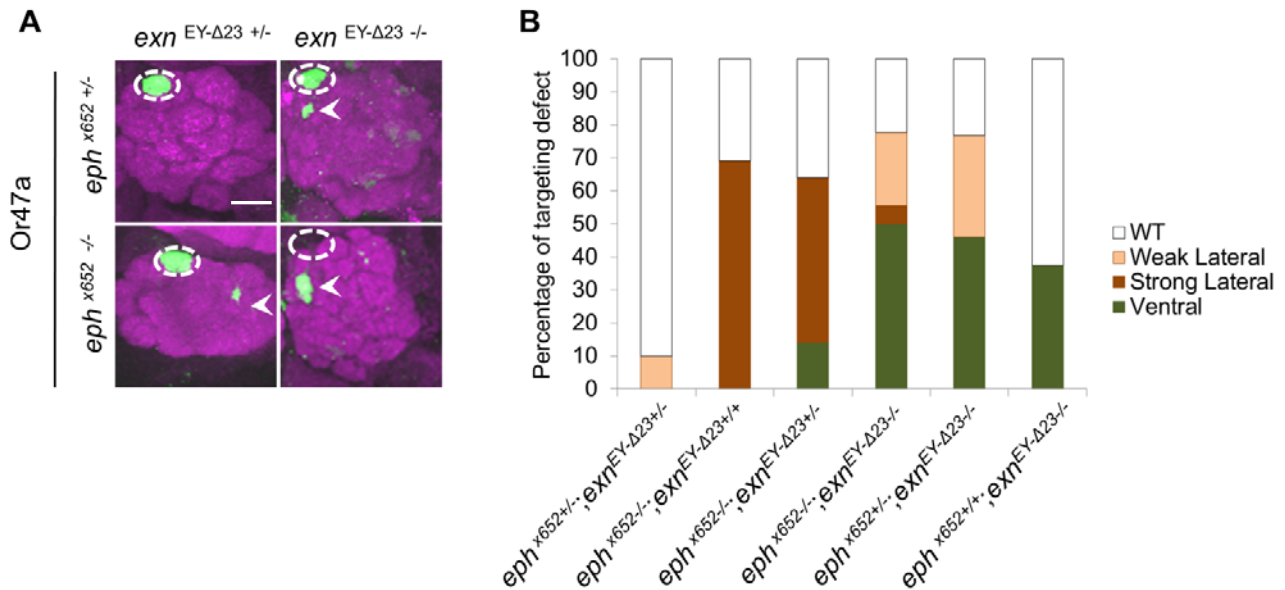 A
exn EY-Δ23 +/-
exn EY-Δ23 -/-
Or47a
eph x652 +/-
eph x652 -/-
B
Percentage of targeting defect
100
90
80
70
60
50
40
30
20
10
0
eph x652+/-;exn EY-Δ23+/-
eph x652-/-;exn EY-Δ23+/+
eph x652-/-;exn EY-Δ23+/-
eph x652-/-;exn EY-Δ23-/-
eph x652+/-;exn EY-Δ23-/-
eph x652+/+;exn EY-Δ23-/-
WT
Weak Lateral
Strong Lateral
Ventral